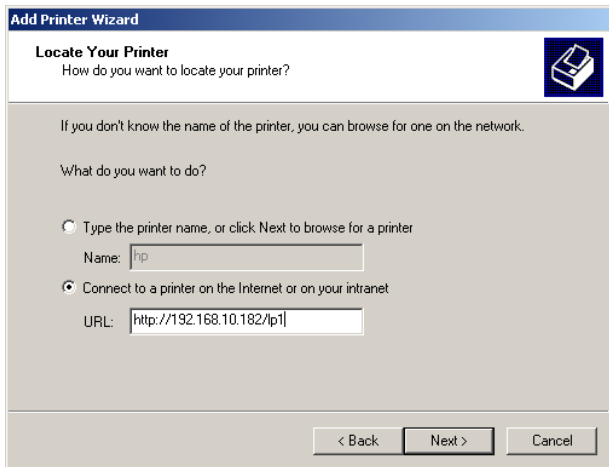 Add Printer Wizard
Locate Your Printer
How do you want to locate your printer?
If you don't know the name of the printer, you can browse for one on the network.
What do you want to do?
Type the printer name, or click Next to browse for a printer
Name: hp
Connect to a printer on the Internet or on your intranet
URL: http://192.168.10.182/lp1
< Back Next > Cancel